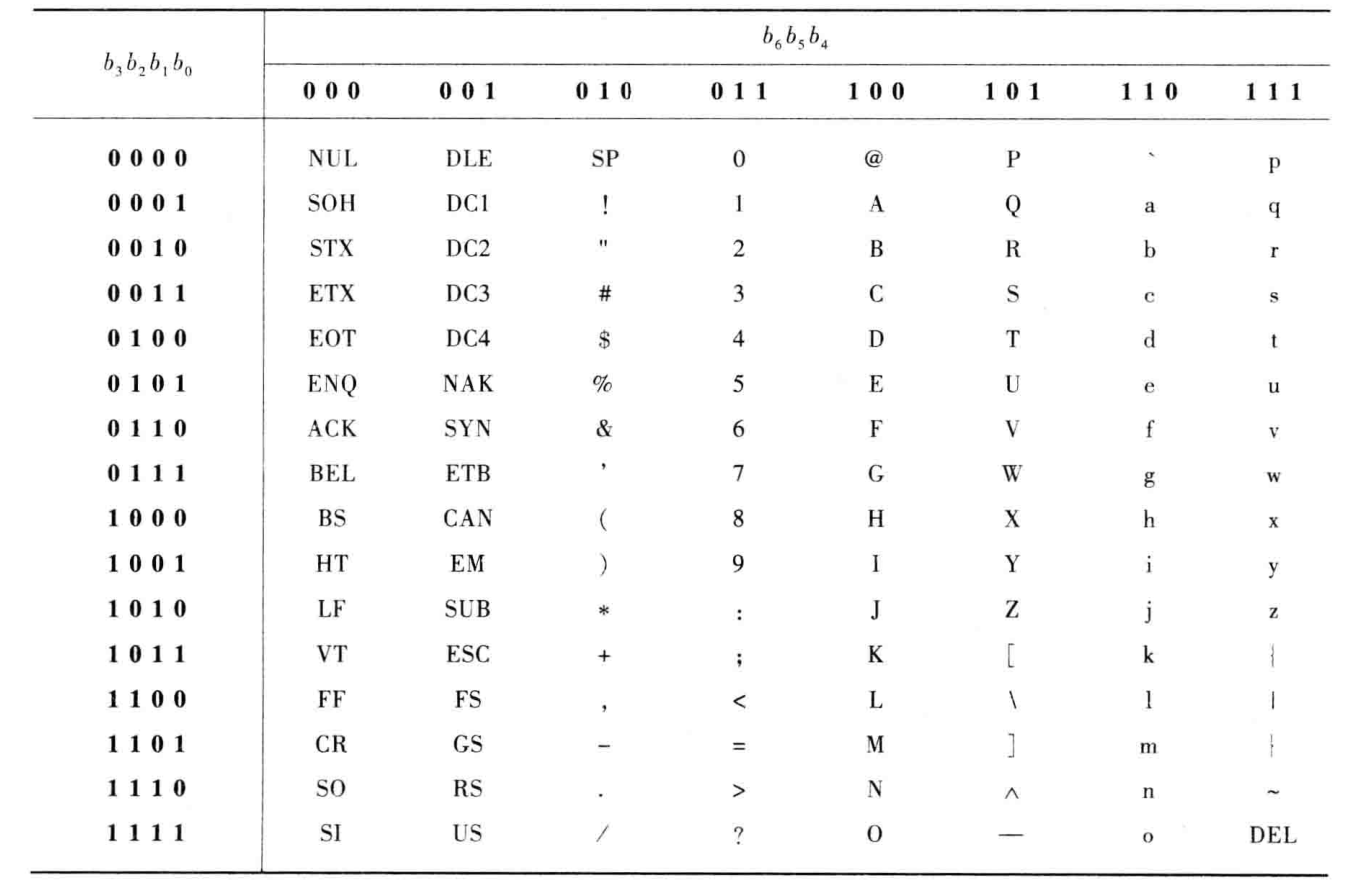 b₆b₅b₄
b₃b₂b₁b₀
000 001 010 011 100 101 110 111
0000 NUL DLE SP 0 @ P ` p
0001 SOH DC1 ! 1 A Q a q
0010 STX DC2 " 2 B R b r
0011 ETX DC3 # 3 C S c s
0100 EOT DC4 $ 4 D T d t
0101 ENQ NAK % 5 E U e u
0110 ACK SYN & 6 F V f v
0111 BEL ETB ' 7 G W g w
1000 BS CAN ( 8 H X h x
1001 HT EM ) 9 I Y i y
1010 LF SUB * : J Z j z
1011 VT ESC + ; K [ k {
1100 FF FS , < L \ l |
1101 CR GS - = M ] m }
1110 SO RS . > N ∧ n ~
1111 SI US / ? O — o DEL